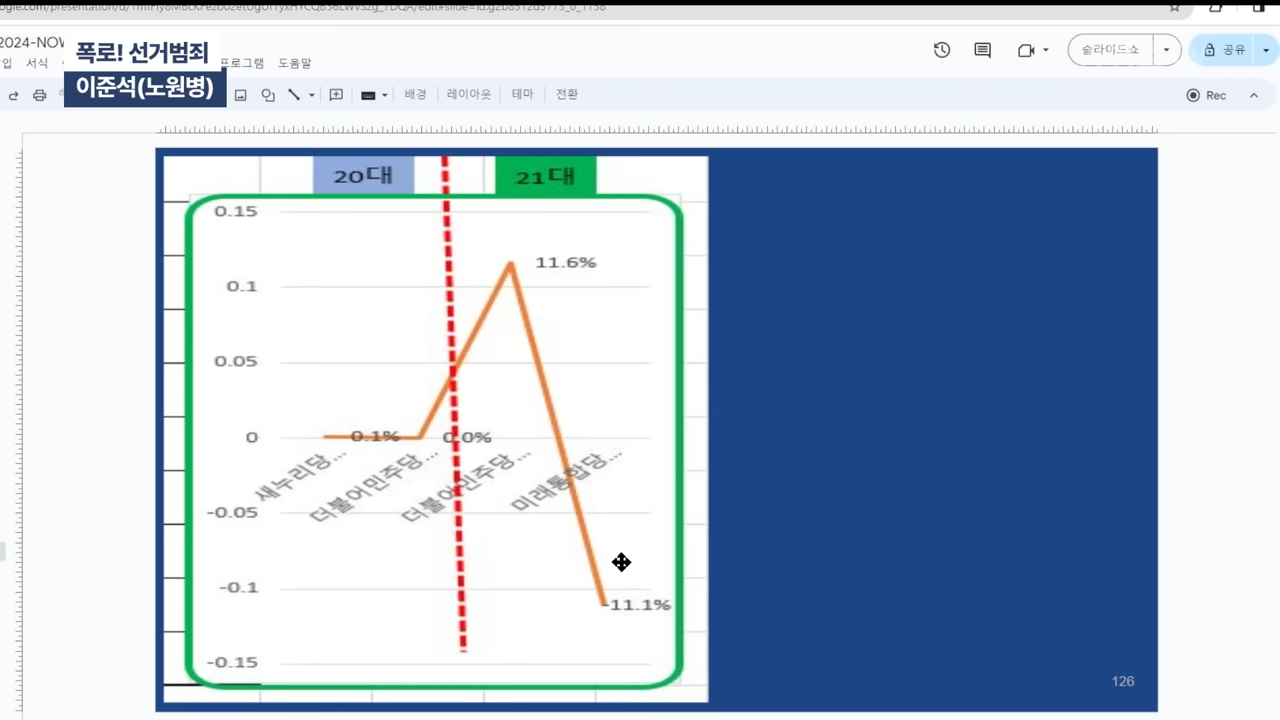 2024-NOV
폭로! 선거범죄
이준석(노원병)
입 서식
프로그램 도움말
슬라이드쇼
공유
배경 레이아웃 테마 전환
Rec
20대 21대
0.15
11.6%
0.1
0.05
0
0.1% 0.0%
새누리당... 더불어민주당... 더불어민주당... 미래통합당...
-0.05
-0.1
-11.1%
-0.15
126